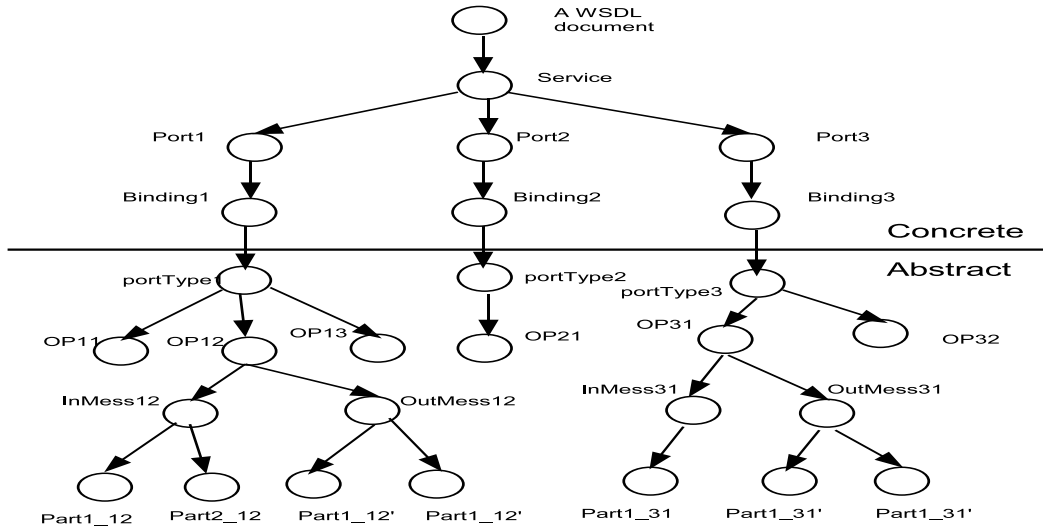 A WSDL
document
Service
Port1
Port2
Port3
Binding1
Binding2
Binding3
Concrete
Abstract
portType1
portType2
portType3
OP11
OP12
OP13
OP21
OP31
OP32
InMess12
OutMess12
InMess31
OutMess31
Part1_12
Part2_12
Part1_12'
Part1_12'
Part1_31
Part1_31'
Part1_31'